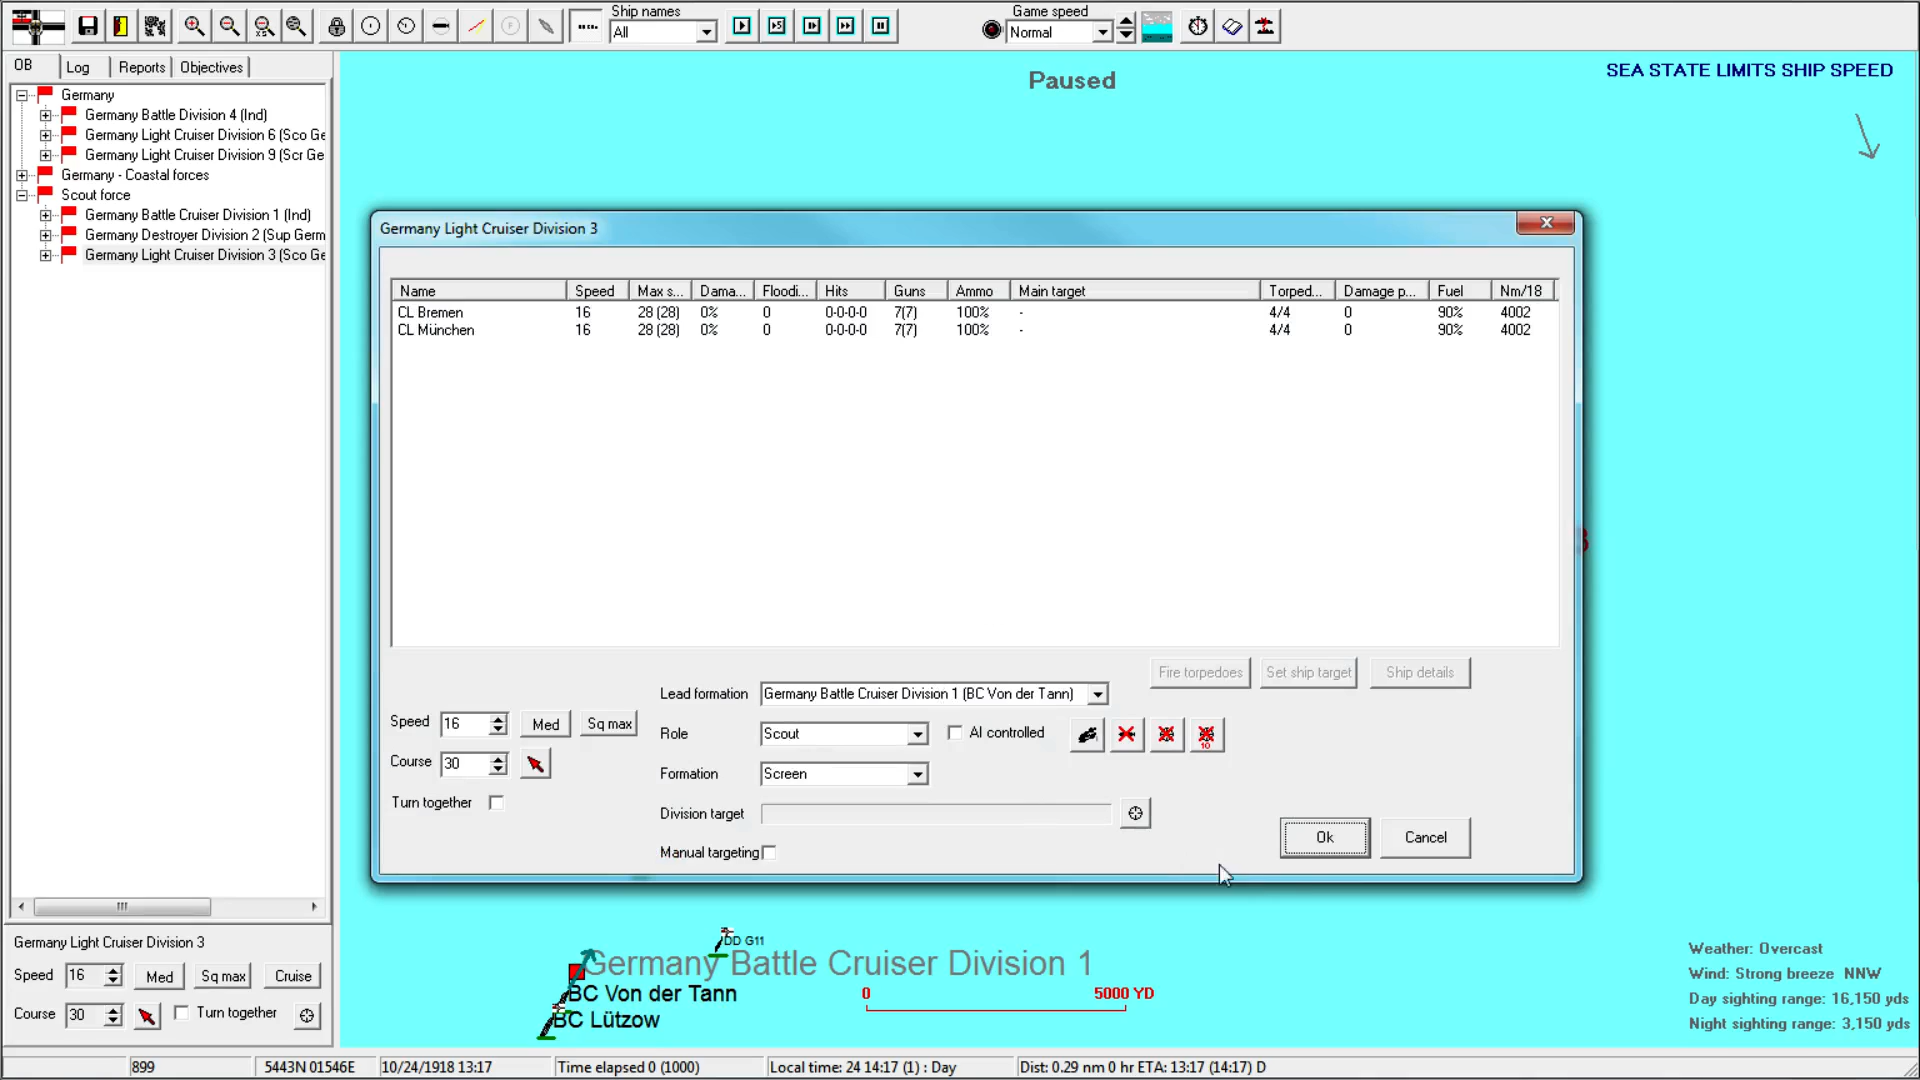 Ship names
All
Game speed
Normal
OB Log Reports Objectives
Germany
Germany Battle Division 4 (Ind)
Germany Light Cruiser Division 6 (Sco Ge
Germany Light Cruiser Division 9 (Scr Ge
Germany - Coastal forces
Scout force
Germany Battle Cruiser Division 1 (Ind)
Germany Destroyer Division 2 (Sup Germ
Germany Light Cruiser Division 3 (Sco Ge
Paused
SEA STATE LIMITS SHIP SPEED
Germany Light Cruiser Division 3
Name Speed Max s... Dama... Floodi... Hits Guns Ammo Main target Torped... Damage p... Fuel Nm/18
CL Bremen 16 28 (28) 0% 0 0-0-0-0 7(7) 100% - 4/4 0 90% 4002
CL München 16 28 (28) 0% 0 0-0-0-0 7(7) 100% - 4/4 0 90% 4002
Fire torpedoes Set ship target Ship details
Lead formation Germany Battle Cruiser Division 1 (BC Von der Tann)
Speed 16 Med Sq max
Role Scout AI controlled
10
Course 30
Formation Screen
Turn together
Division target
Ok Cancel
Manual targeting
DD G11
Germany Battle Cruiser Division 1
BC Von der Tann
BC Lützow
0 5000 YD
Weather: Overcast
Wind: Strong breeze NNW
Day sighting range: 16,150 yds
Night sighting range: 3,150 yds
Germany Light Cruiser Division 3
Speed 16 Med Sq max Cruise
Course 30 Turn together
899 5443N 01546E 10/24/1918 13:17 Time elapsed 0 (1000) Local time: 24 14:17 (1) : Day Dist: 0.29 nm 0 hr ETA: 13:17 (14:17) D